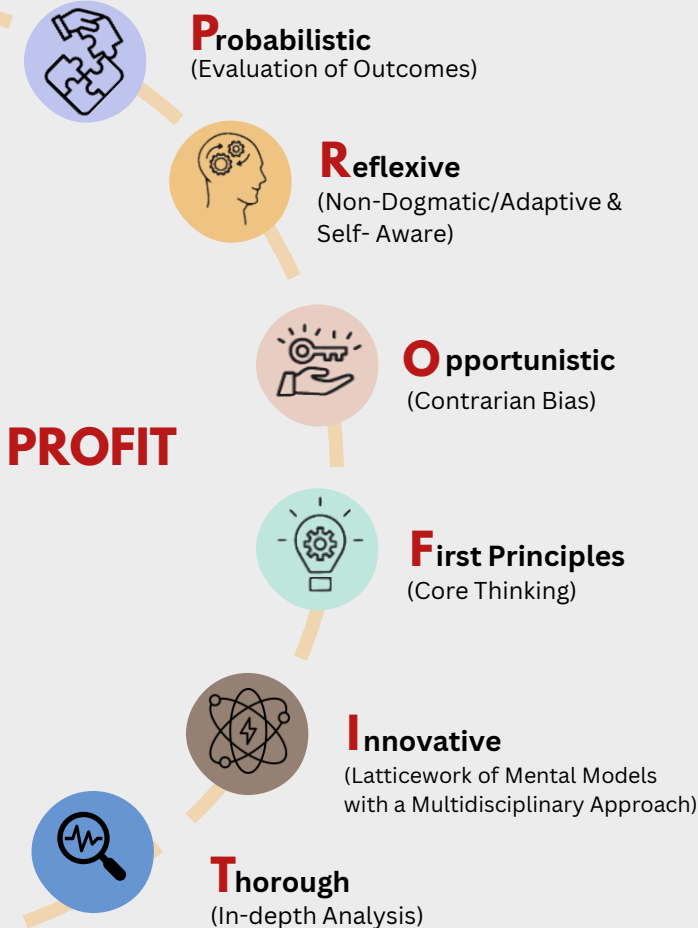 Probabilistic
(Evaluation of Outcomes)
Reflexive
(Non-Dogmatic/Adaptive &
Self- Aware)
Opportunistic
(Contrarian Bias)
PROFIT
First Principles
(Core Thinking)
Innovative
(Latticework of Mental Models
with a Multidisciplinary Approach)
Thorough
(In-depth Analysis)